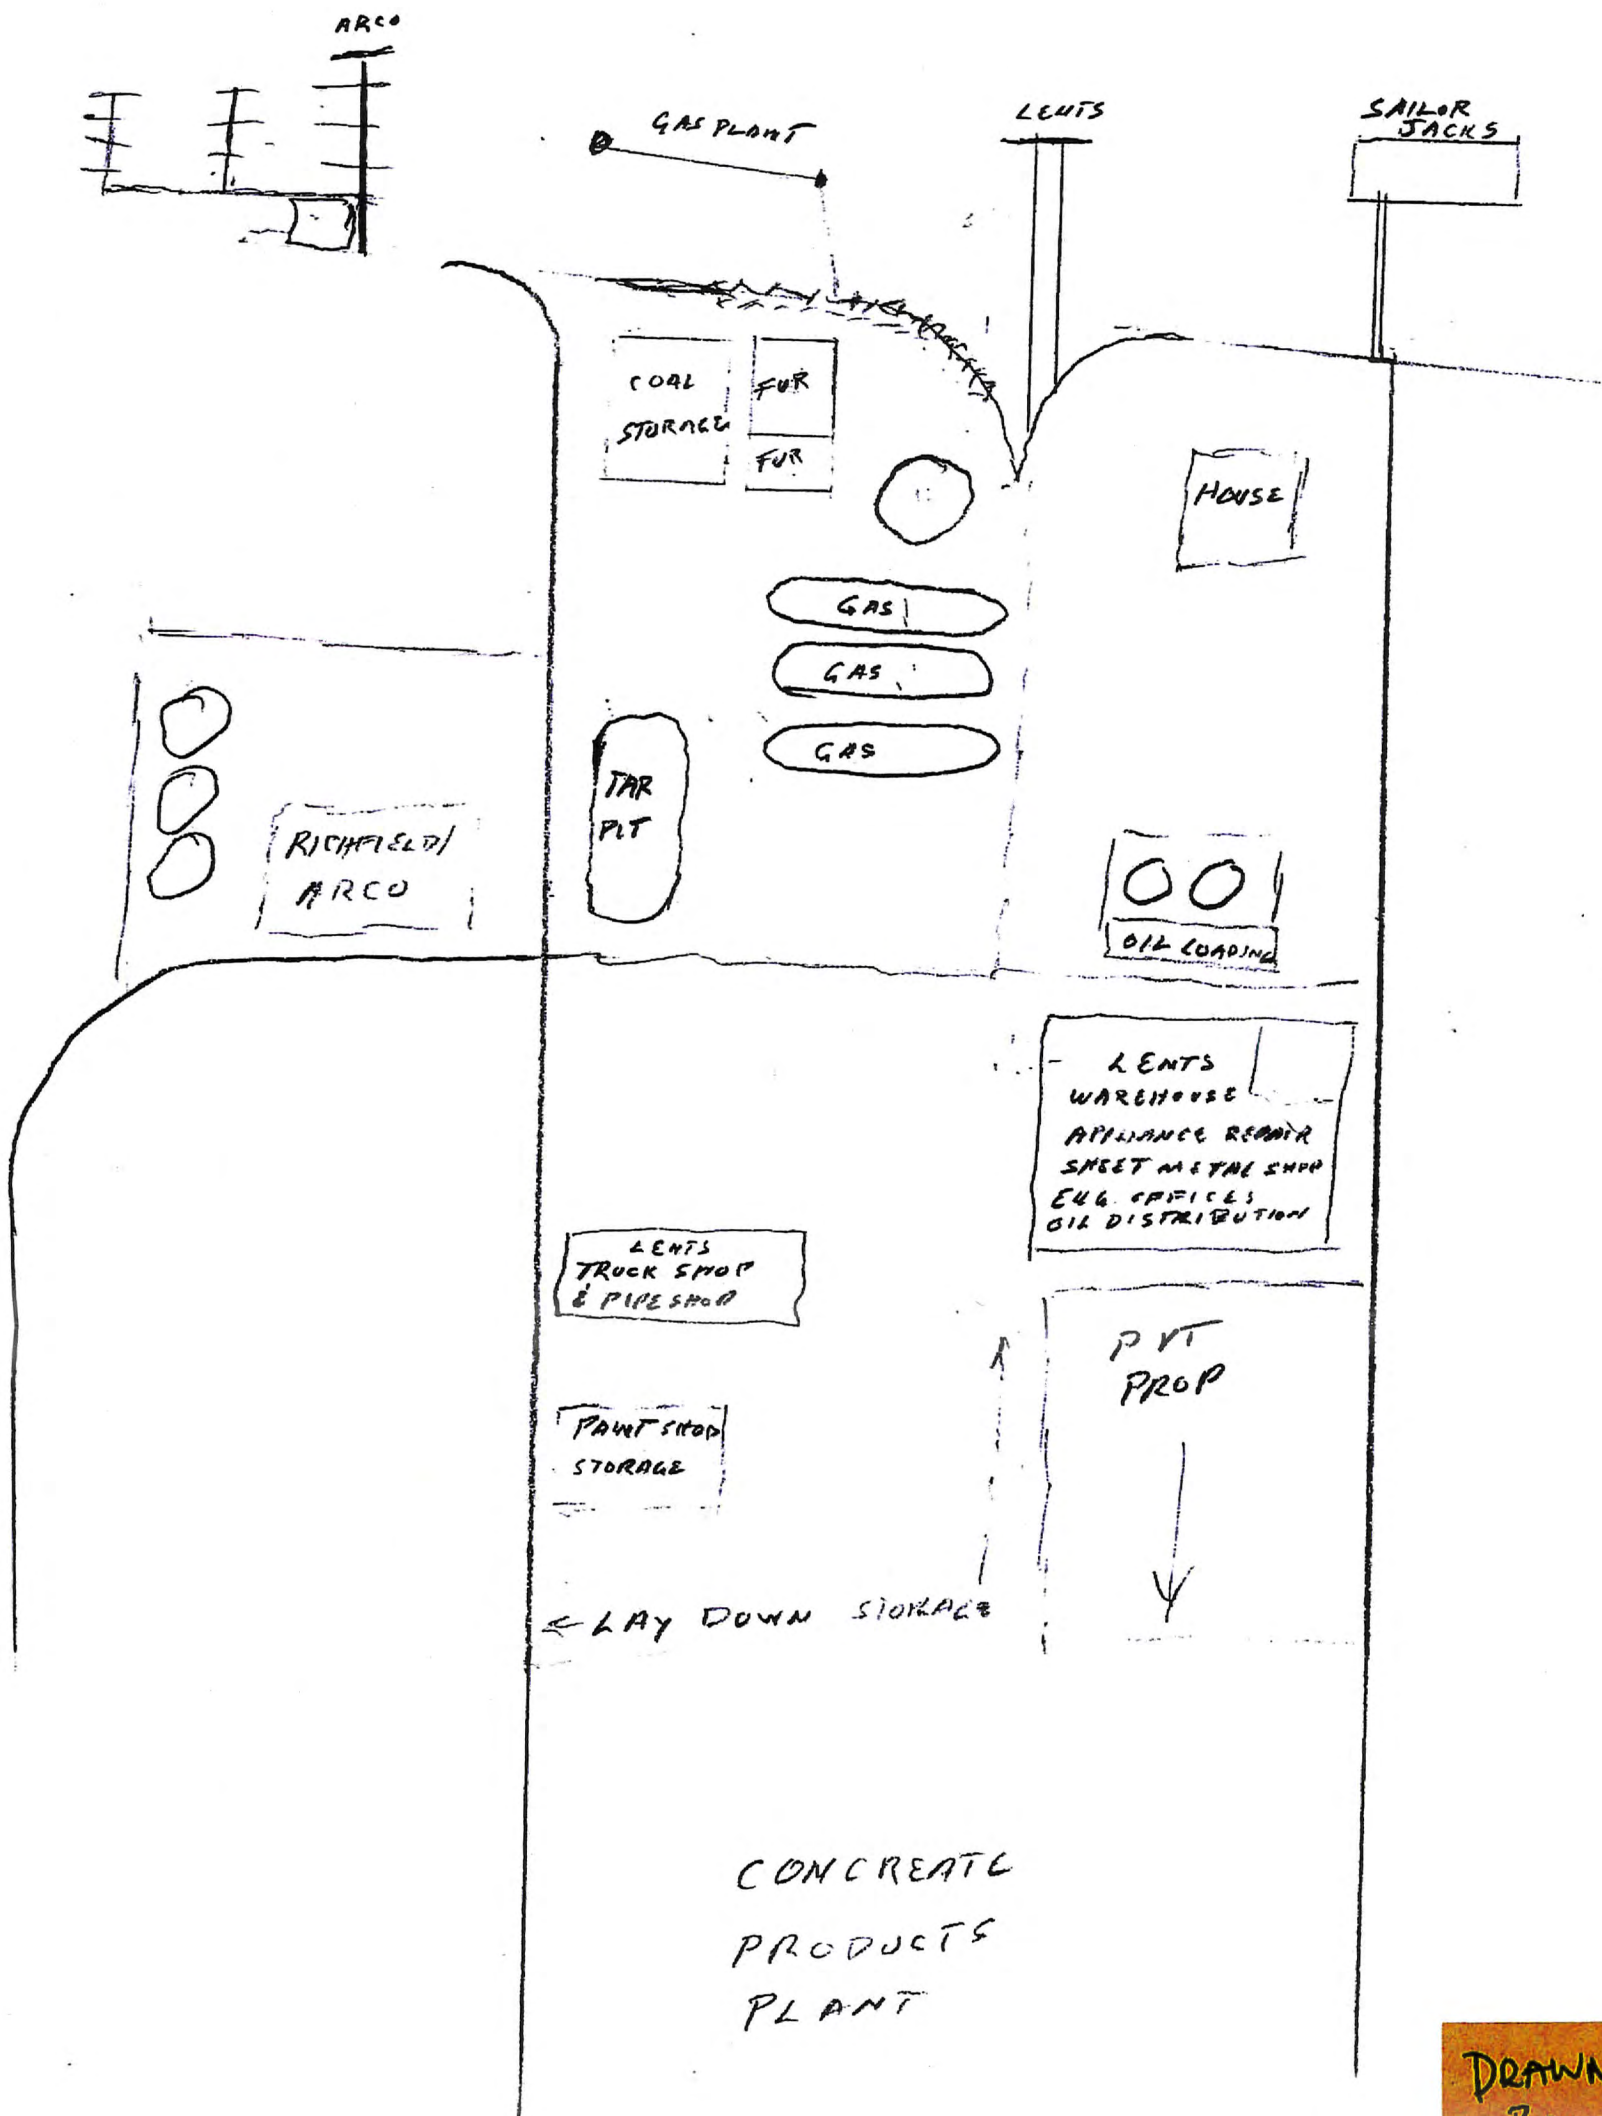 ARCO
GAS PLANT
LENTS
SAILOR
JACKS
COAL
STORAGE
FUR
FUR
HOUSE
GAS
GAS
GAS
TAR
PIT
RICHFIELD/
ARCO
OIL LOADING
LENTS
WAREHOUSE
APPLIANCE REPAIR
SHEET METAL SHOP
ENG. OFFICES
OIL DISTRIBUTION
LENTS
TRUCK SHOP
& PIPE SHOP
PVT
PROP
PAINT SHOP
STORAGE
← LAY DOWN STORAGE
CONCREATE
PRODUCTS
PLANT
DRAWN